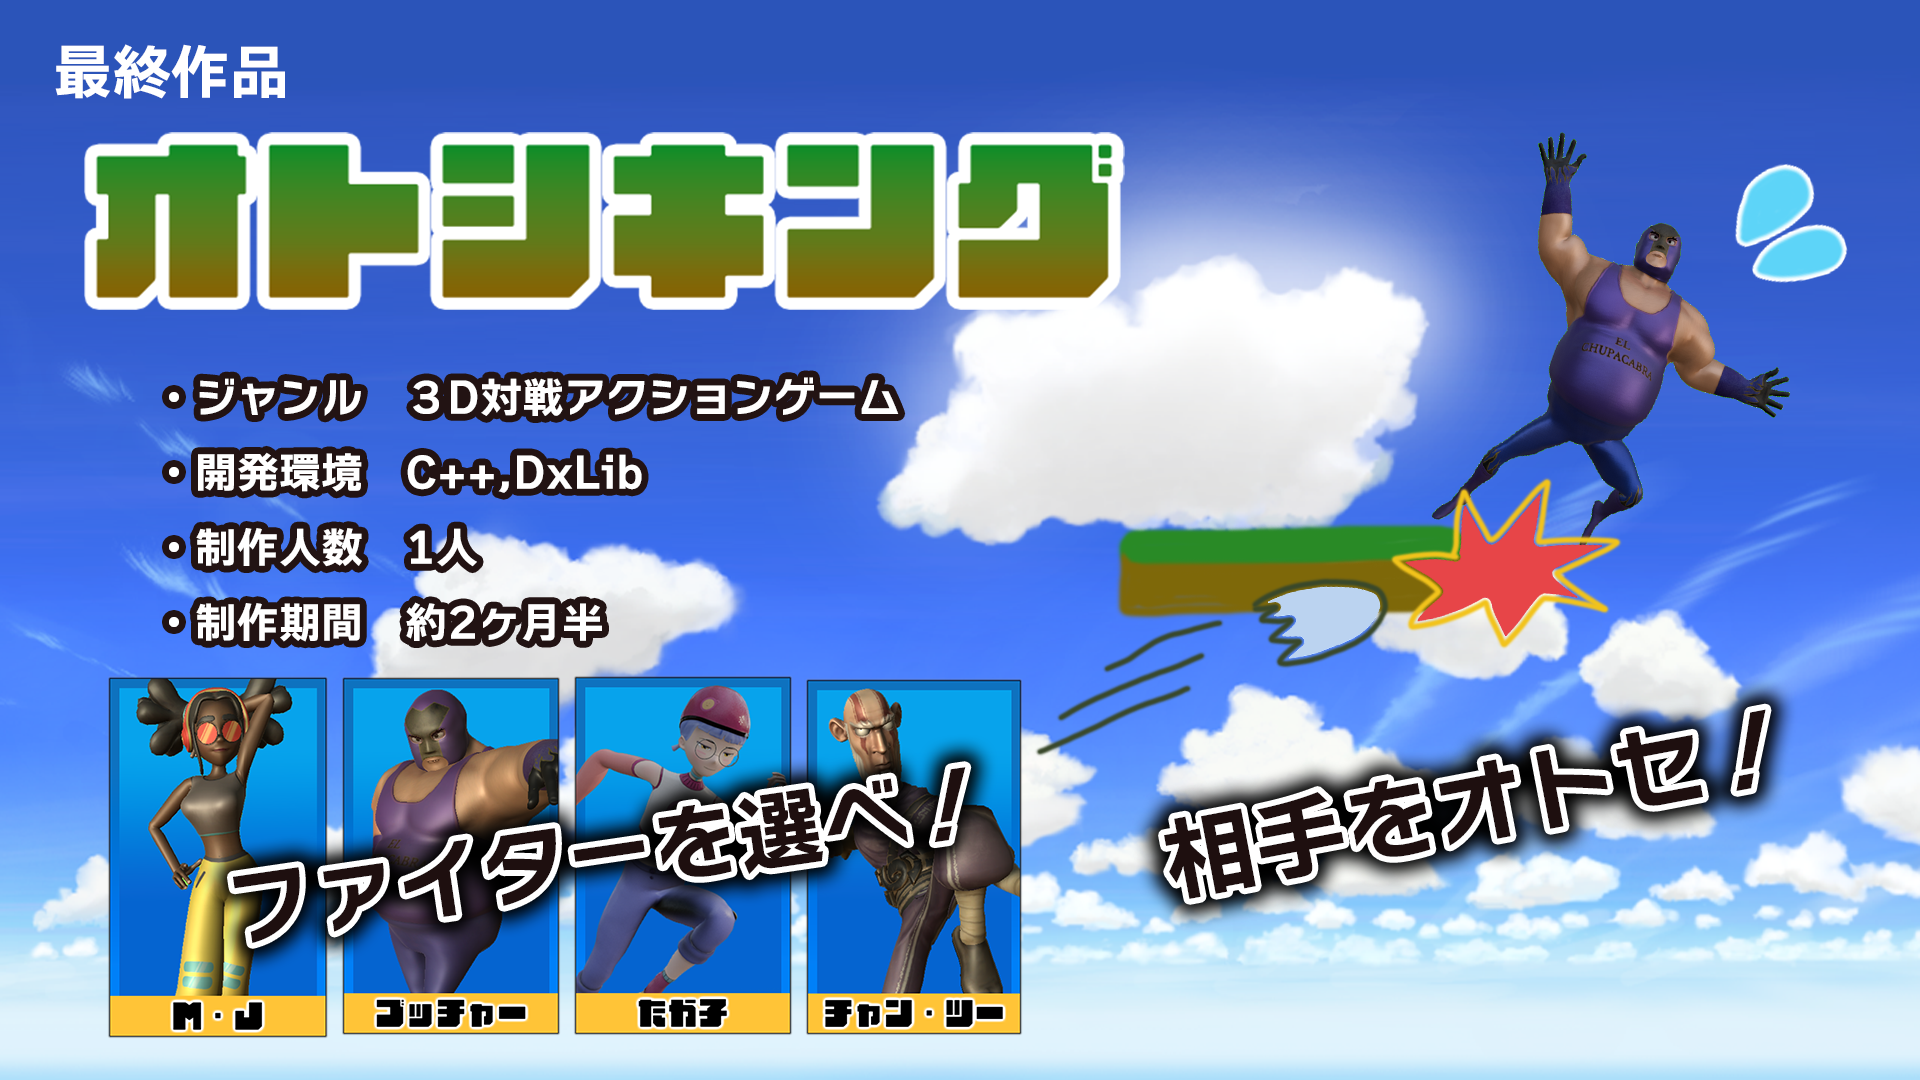 最終作品
オトシキング
・ジャンル　３D対戦アクションゲーム
・開発環境　C++,DxLib
・制作人数　1人
・制作期間　約2ケ月半
EL
CHUPACABRA
ファイターを選べ！
相手をオトセ！
M・J
ブッチャー
たか子
チャン・ツー